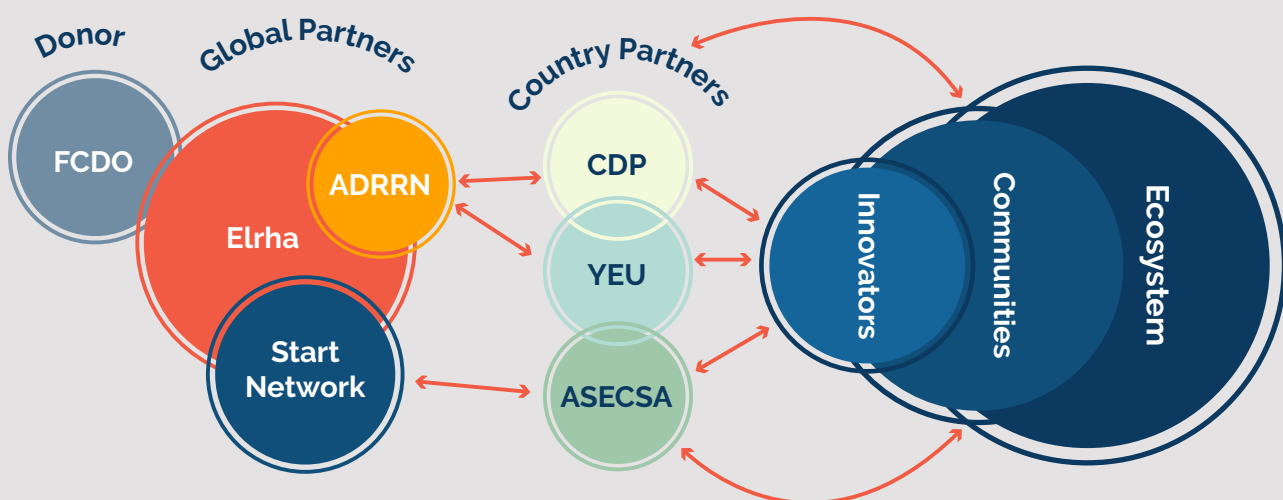 Donor
Global Partners
Country Partners
FCDO
Elrha
ADRRN
Start
Network
CDP
YEU
ASECSA
Innovators
Communities
Ecosystem